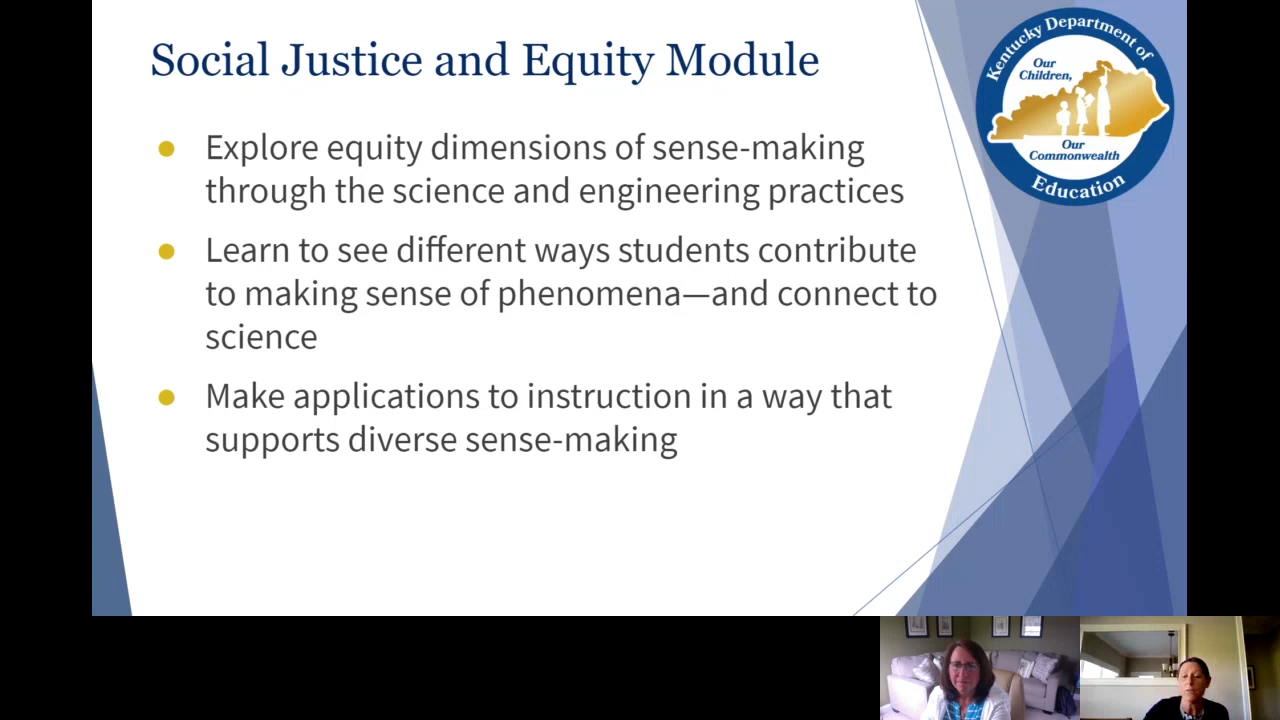 Social Justice and Equity Module
Kentucky Department of
Our
Children,
Our
Commonwealth
Education
● Explore equity dimensions of sense-making
through the science and engineering practices
● Learn to see different ways students contribute
to making sense of phenomena—and connect to
science
● Make applications to instruction in a way that
supports diverse sense-making